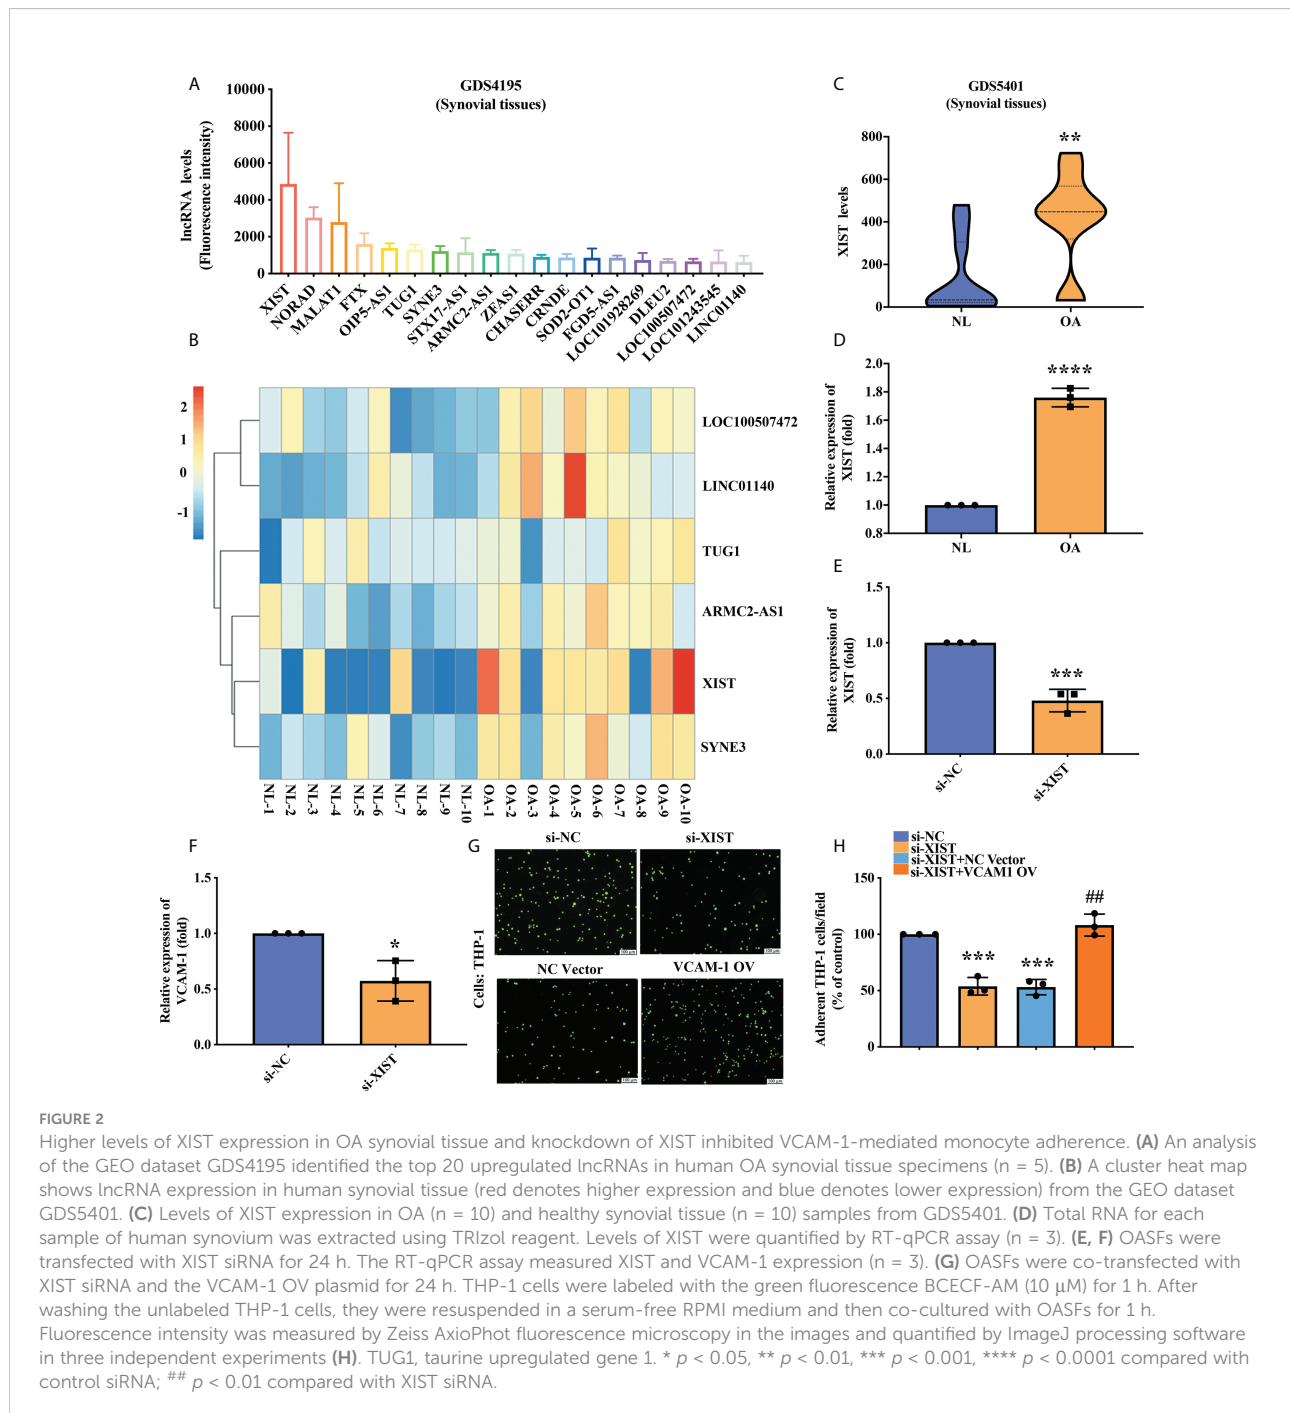 A
GDS4195
(Synovial tissues)
lncRNA levels
(Fluorescence intensity)
10000
8000
6000
4000
2000
0
XIST
NORAD
MALAT1
FTX
OIP5-AS1
TUG1
SYNE3
STX17-AS1
ARMC2-AS1
ZFAS1
CHASERR
CRNDE
SOD2-OT1
FGD5-AS1
LOC101928269
DLEU2
LOC100507472
LOC101243545
LINC01140
B
2
1
0
-1
LOC100507472
LINC01140
TUG1
ARMC2-AS1
XIST
SYNE3
NL-1
NL-2
NL-3
NL-4
NL-5
NL-6
NL-7
NL-8
NL-9
NL-10
OA-1
OA-2
OA-3
OA-4
OA-5
OA-6
OA-7
OA-8
OA-9
OA-10
C
GDS5401
(Synovial tissues)
XIST levels
800
600
400
200
0
**
NL
OA
D
Relative expression of
XIST (fold)
2.0
1.8
1.6
1.4
1.2
1.0
0.8
****
NL
OA
E
Relative expression of
XIST (fold)
1.5
1.0
0.5
0.0
***
si-NC
si-XIST
F
Relative expression of
VCAM-1 (fold)
1.5
1.0
0.5
0.0
*
si-NC
si-XIST
G
Cells: THP-1
si-NC
si-XIST
NC Vector
VCAM-1 OV
100 μm
100 μm
100 μm
100 μm
H
si-NC
si-XIST
si-XIST+NC Vector
si-XIST+VCAM1 OV
Adherent THP-1 cells/field
(% of control)
150
100
50
0
***
***
##
FIGURE 2
Higher levels of XIST expression in OA synovial tissue and knockdown of XIST inhibited VCAM-1-mediated monocyte adherence. (A) An analysis
of the GEO dataset GDS4195 identified the top 20 upregulated lncRNAs in human OA synovial tissue specimens (n = 5). (B) A cluster heat map
shows lncRNA expression in human synovial tissue (red denotes higher expression and blue denotes lower expression) from the GEO dataset
GDS5401. (C) Levels of XIST expression in OA (n = 10) and healthy synovial tissue (n = 10) samples from GDS5401. (D) Total RNA for each
sample of human synovium was extracted using TRIzol reagent. Levels of XIST were quantified by RT-qPCR assay (n = 3). (E, F) OASFs were
transfected with XIST siRNA for 24 h. The RT-qPCR assay measured XIST and VCAM-1 expression (n = 3). (G) OASFs were co-transfected with
XIST siRNA and the VCAM-1 OV plasmid for 24 h. THP-1 cells were labeled with the green fluorescence BCECF-AM (10 μM) for 1 h. After
washing the unlabeled THP-1 cells, they were resuspended in a serum-free RPMI medium and then co-cultured with OASFs for 1 h.
Fluorescence intensity was measured by Zeiss AxioPhot fluorescence microscopy in the images and quantified by ImageJ processing software
in three independent experiments (H). TUG1, taurine upregulated gene 1. * p < 0.05, ** p < 0.01, *** p < 0.001, **** p < 0.0001 compared with
control siRNA; ## p < 0.01 compared with XIST siRNA.